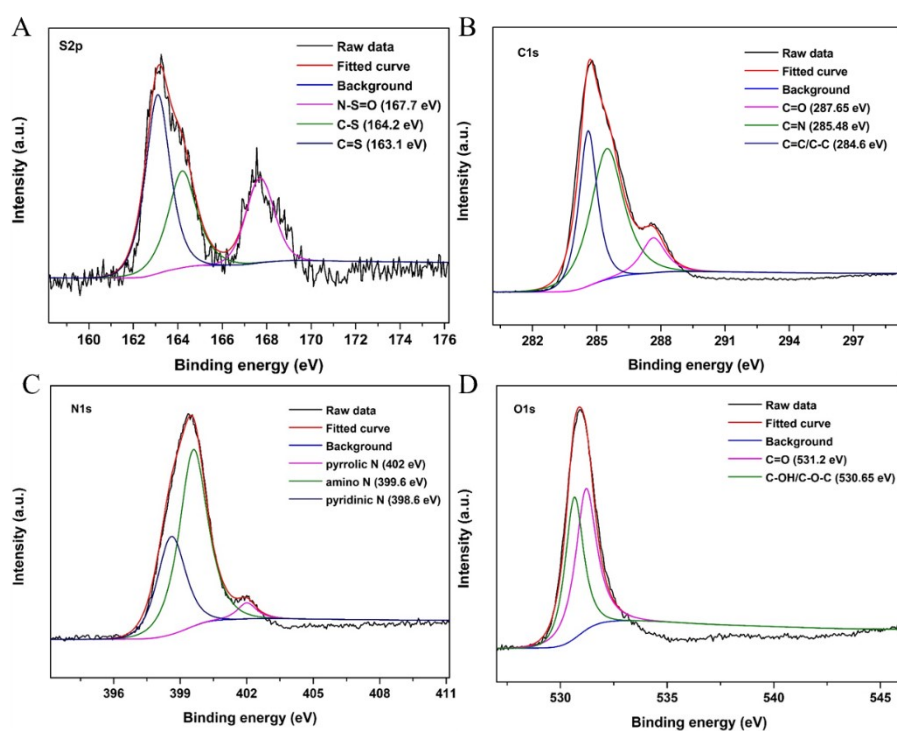 A
S2p
Raw data
Fitted curve
Background
N-S=O (167.7 eV)
C-S (164.2 eV)
C=S (163.1 eV)
Intensity (a.u.)
160 162 164 166 168 170 172 174 176
Binding energy (eV)
B
C1s
Raw data
Fitted curve
Background
C=O (287.65 eV)
C=N (285.48 eV)
C=C/C-C (284.6 eV)
Intensity (a.u.)
282 285 288 291 294 297
Binding energy (eV)
C
N1s
Raw data
Fitted curve
Background
pyrrolic N (402 eV)
amino N (399.6 eV)
pyridinic N (398.6 eV)
Intensity (a.u.)
396 399 402 405 408 411
Binding energy (eV)
D
O1s
Raw data
Fitted curve
Background
C=O (531.2 eV)
C-OH/C-O-C (530.65 eV)
Intensity (a.u.)
530 535 540 545
Binding energy (eV)